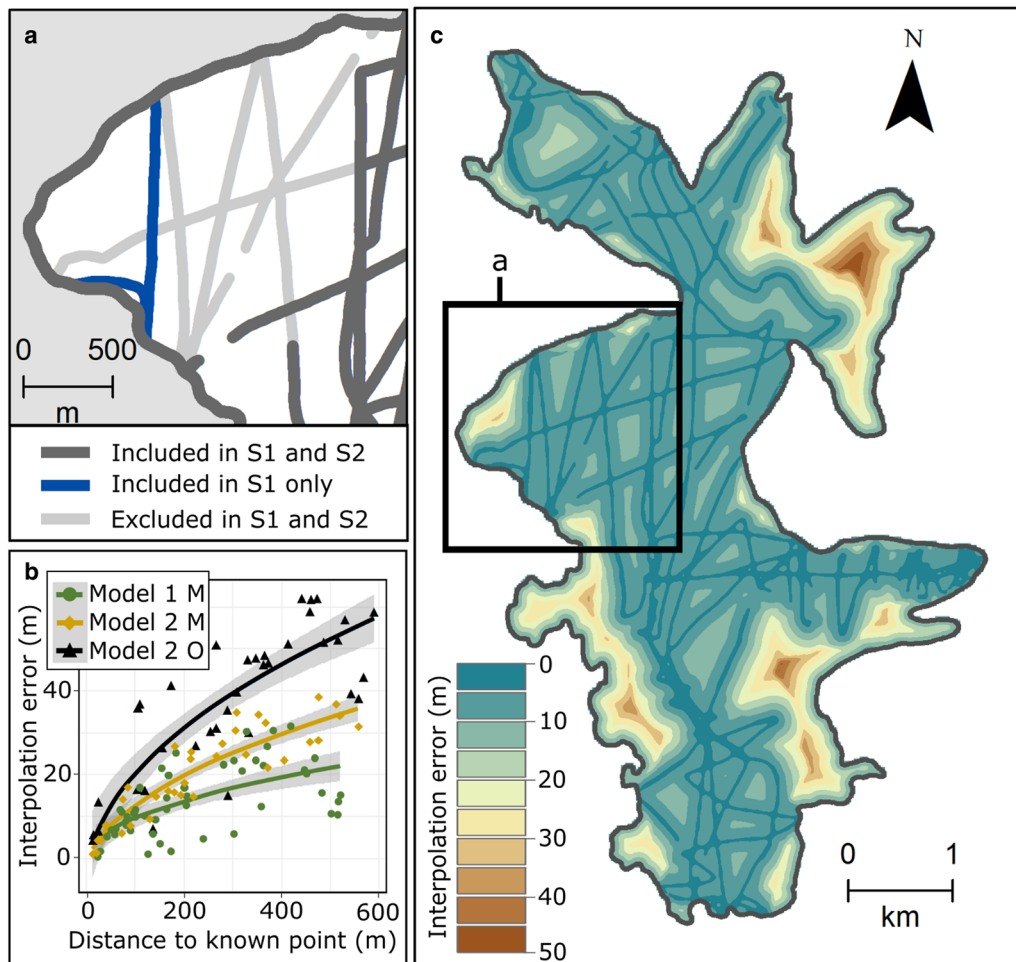 a
0 500
m
Included in S1 and S2
Included in S1 only
Excluded in S1 and S2
b
Model 1 M
Model 2 M
Model 2 O
Interpolation error (m)
40
20
0
0 200 400 600
Distance to known point (m)
c
N
a
Interpolation error (m)
0
10
20
30
40
50
0 1
km